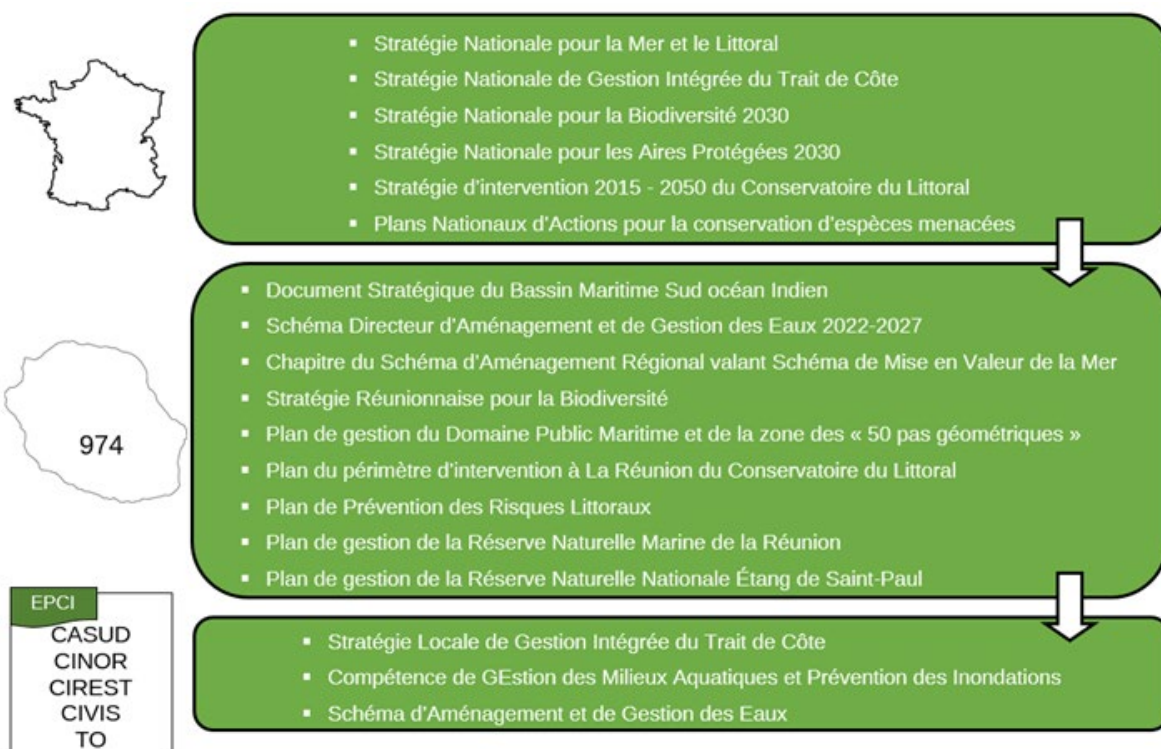 Stratégie Nationale pour la Mer et le Littoral
Stratégie Nationale de Gestion Intégrée du Trait de Côte
Stratégie Nationale pour la Biodiversité 2030
Stratégie Nationale pour les Aires Protégées 2030
Stratégie d'intervention 2015 - 2050 du Conservatoire du Littoral
Plans Nationaux d'Actions pour la conservation d'espèces menacées
974
Document Stratégique du Bassin Maritime Sud océan Indien
Schéma Directeur d'Aménagement et de Gestion des Eaux 2022-2027
Chapitre du Schéma d'Aménagement Régional valant Schéma de Mise en Valeur de la Mer
Stratégie Réunionnaise pour la Biodiversité
Plan de gestion du Domaine Public Maritime et de la zone des « 50 pas géométriques »
Plan du périmètre d'intervention à La Réunion du Conservatoire du Littoral
Plan de Prévention des Risques Littoraux
Plan de gestion de la Réserve Naturelle Marine de la Réunion
Plan de gestion de la Réserve Naturelle Nationale Étang de Saint-Paul
EPCI
CASUD
CINOR
CIREST
CIVIS
TO
Stratégie Locale de Gestion Intégrée du Trait de Côte
Compétence de GEstion des Milieux Aquatiques et Prévention des Inondations
Schéma d'Aménagement et de Gestion des Eaux